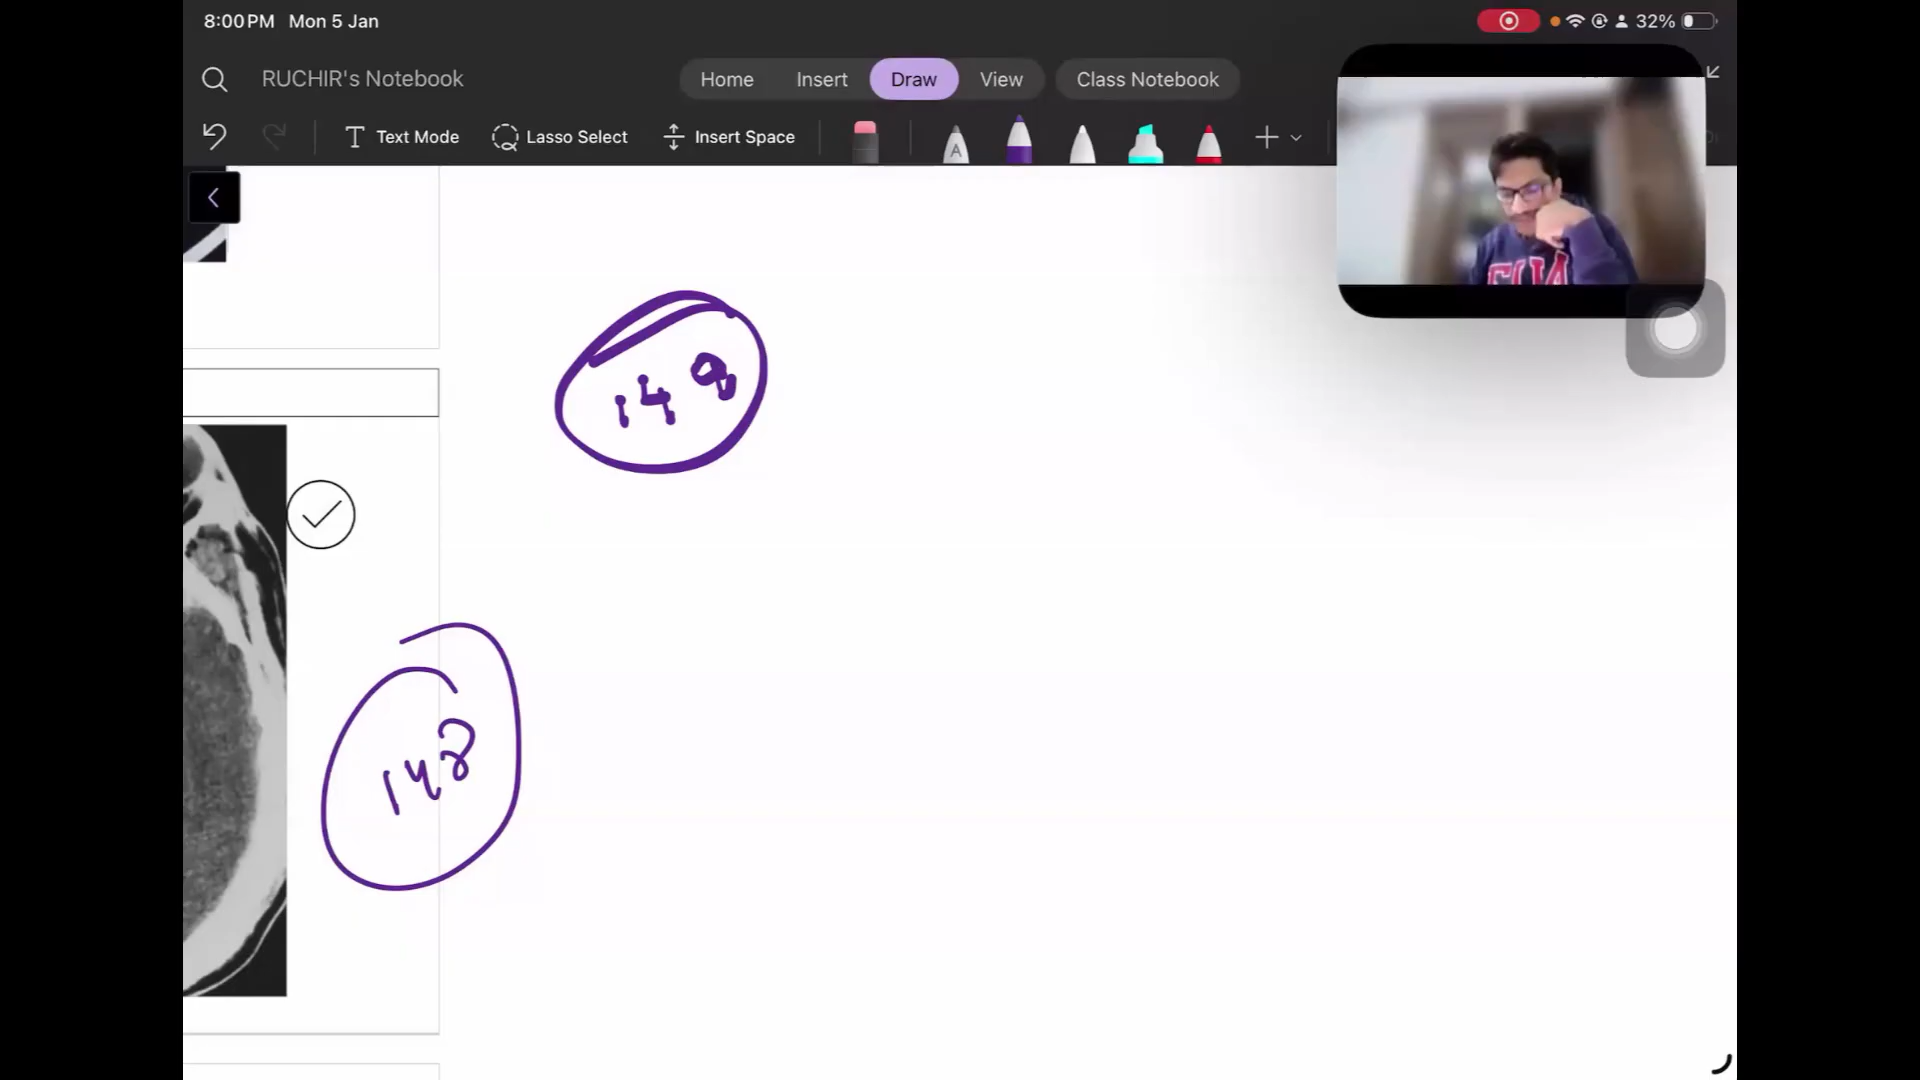 8:00 PM Mon 5 Jan
32%
RUCHIR's Notebook
Home Insert Draw View Class Notebook
Text Mode Lasso Select Insert Space
A
149
148